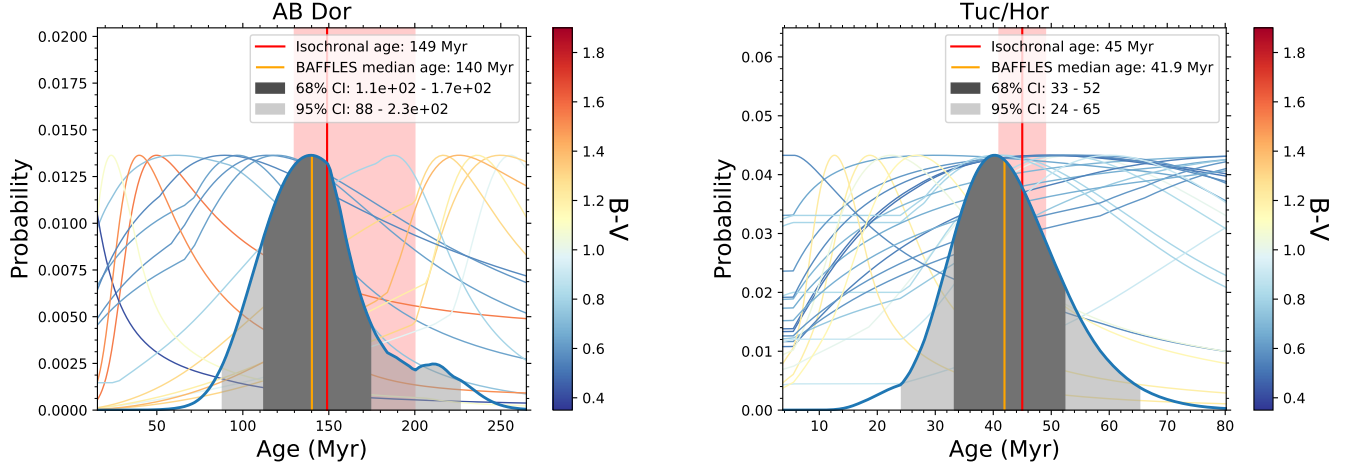 AB Dor
0.0200
0.0175
0.0150
0.0125
0.0100
0.0075
0.0050
0.0025
0.0000
Probability
50
100
150
200
250
Age (Myr)
Isochronal age: 149 Myr
BAFFLES median age: 140 Myr
68% CI: 1.1e+02 - 1.7e+02
95% CI: 88 - 2.3e+02
1.8
1.6
1.4
1.2
1.0
0.8
0.6
0.4
B-V
Tuc/Hor
0.06
0.05
0.04
0.03
0.02
0.01
0.00
Probability
10
20
30
40
50
60
70
80
Age (Myr)
Isochronal age: 45 Myr
BAFFLES median age: 41.9 Myr
68% CI: 33 - 52
95% CI: 24 - 65
1.8
1.6
1.4
1.2
1.0
0.8
0.6
0.4
B-V